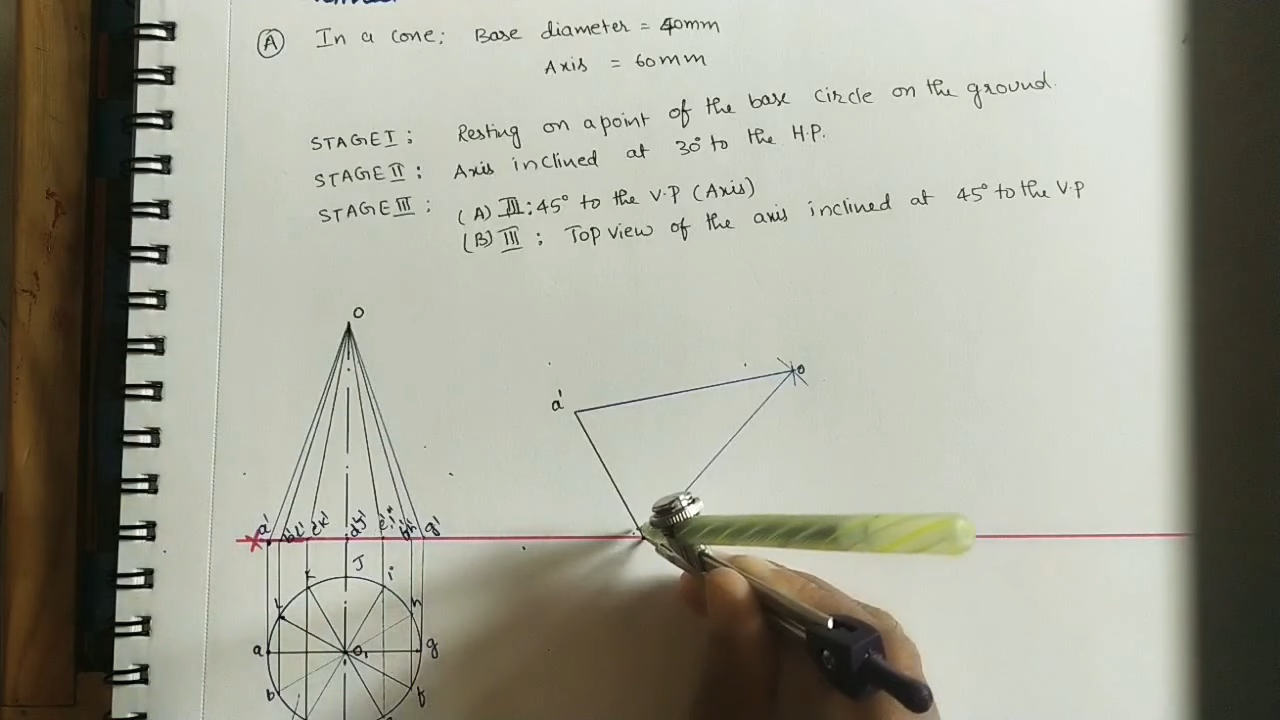 (A) In a cone; Base diameter = 40mm
Axis = 60mm
STAGE I: Resting on a point of the base circle on the ground.
STAGE II: Axis inclined at 30° to the H.P.
STAGE III: (A) III: 45° to the V.P (Axis)
(B) III: Top view of the axis inclined at 45° to the V.P
O
a' O
a' b'l' c'k' d'j' e'i' f'h' g'
X
J
k i
l h
a O₁ g
b f